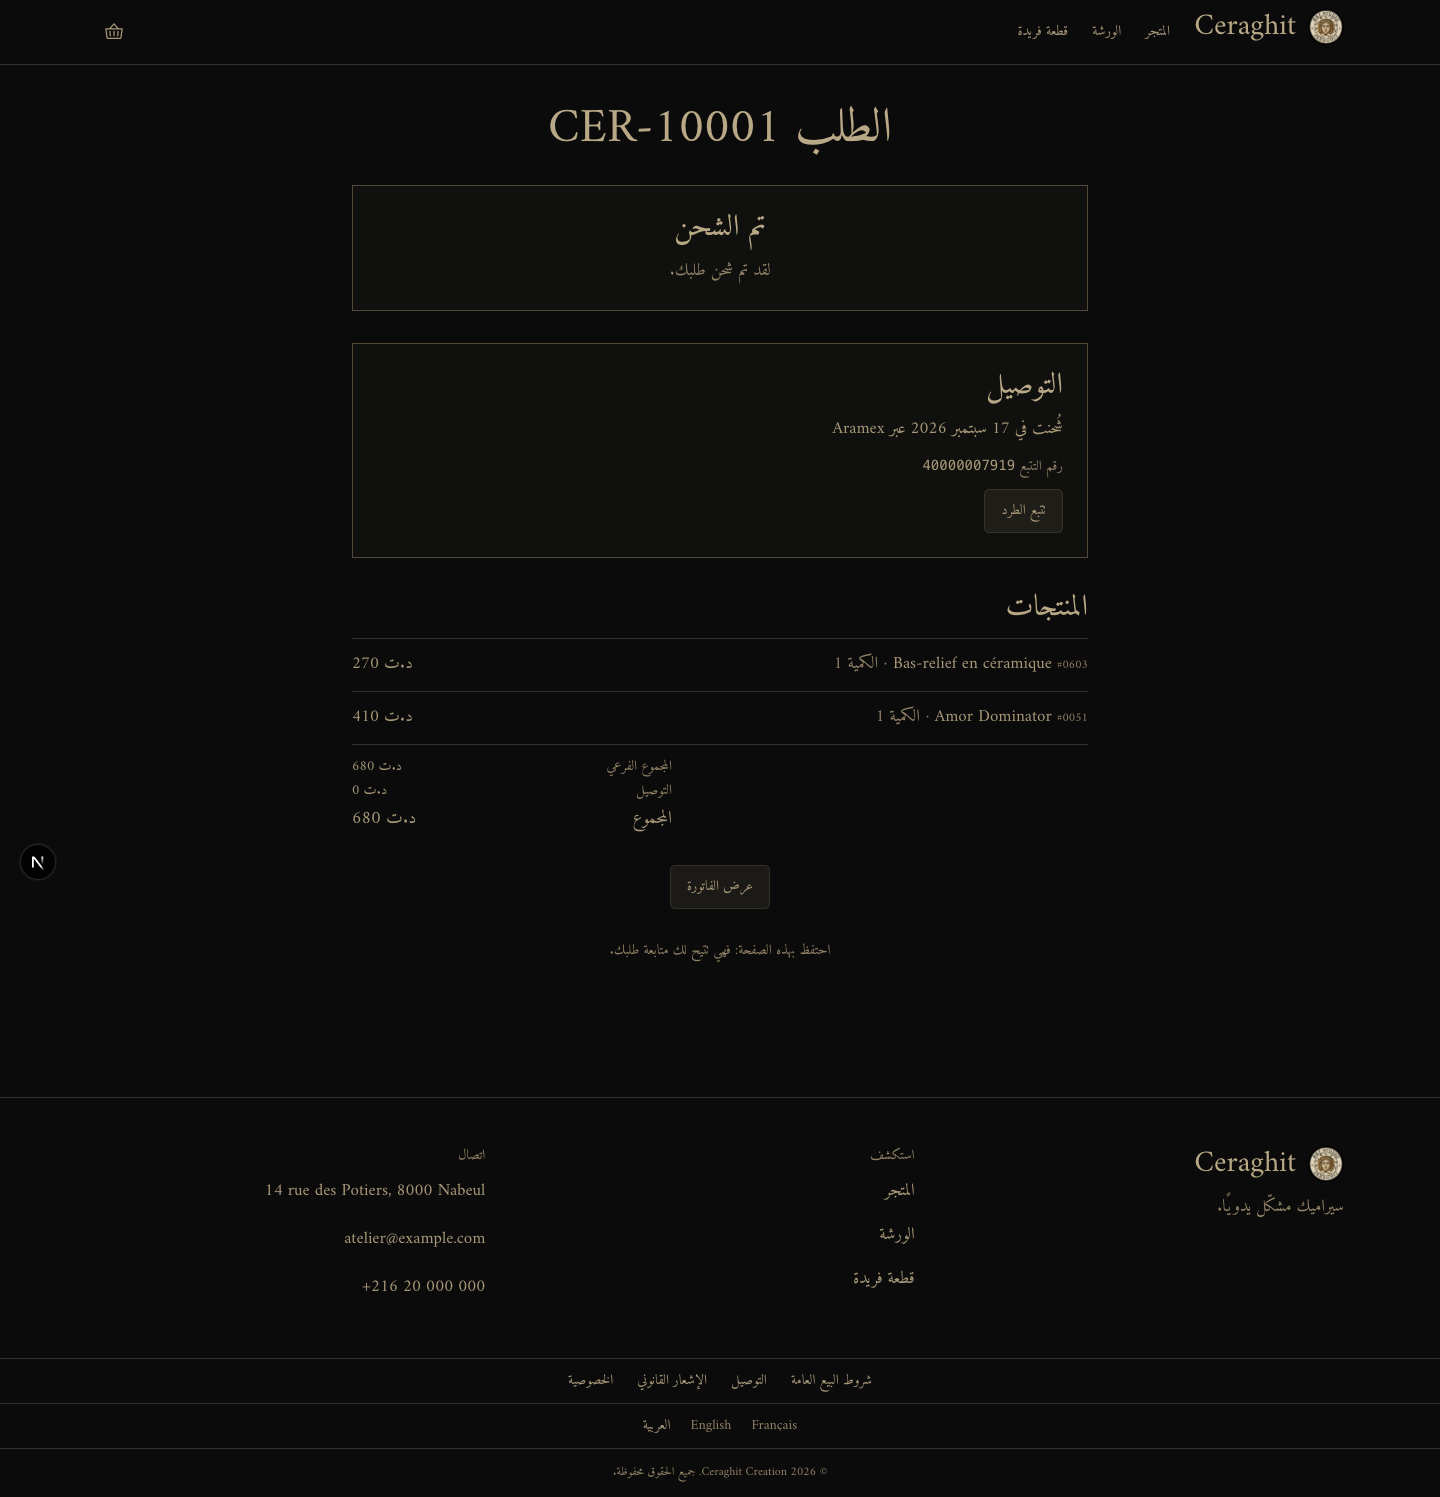 Ceraghit
المتجر
الورشة
قطعة فريدة
الطلب CER-10001
تم الشحن
لقد تم شحن طلبك.
التوصيل
شُحنت في 17 سبتمبر 2026 عبر Aramex
رقم التتبع 40000007919
تتبع الطرد
المنتجات
#0603 Bas-relief en céramique · الكمية 1
د.ت 270
#0051 Amor Dominator · الكمية 1
د.ت 410
المجموع الفرعي د.ت 680
التوصيل د.ت 0
المجموع د.ت 680
عرض الفاتورة
احتفظ بهذه الصفحة: فهي تتيح لك متابعة طلبك.
Ceraghit
سيراميك مشكّل يدويًا.
استكشف
المتجر
الورشة
قطعة فريدة
اتصال
14 rue des Potiers, 8000 Nabeul
atelier@example.com
+216 20 000 000
شروط البيع العامة
التوصيل
الإشعار القانوني
الخصوصية
Français
English
العربية
© 2026 Ceraghit Creation. جميع الحقوق محفوظة.